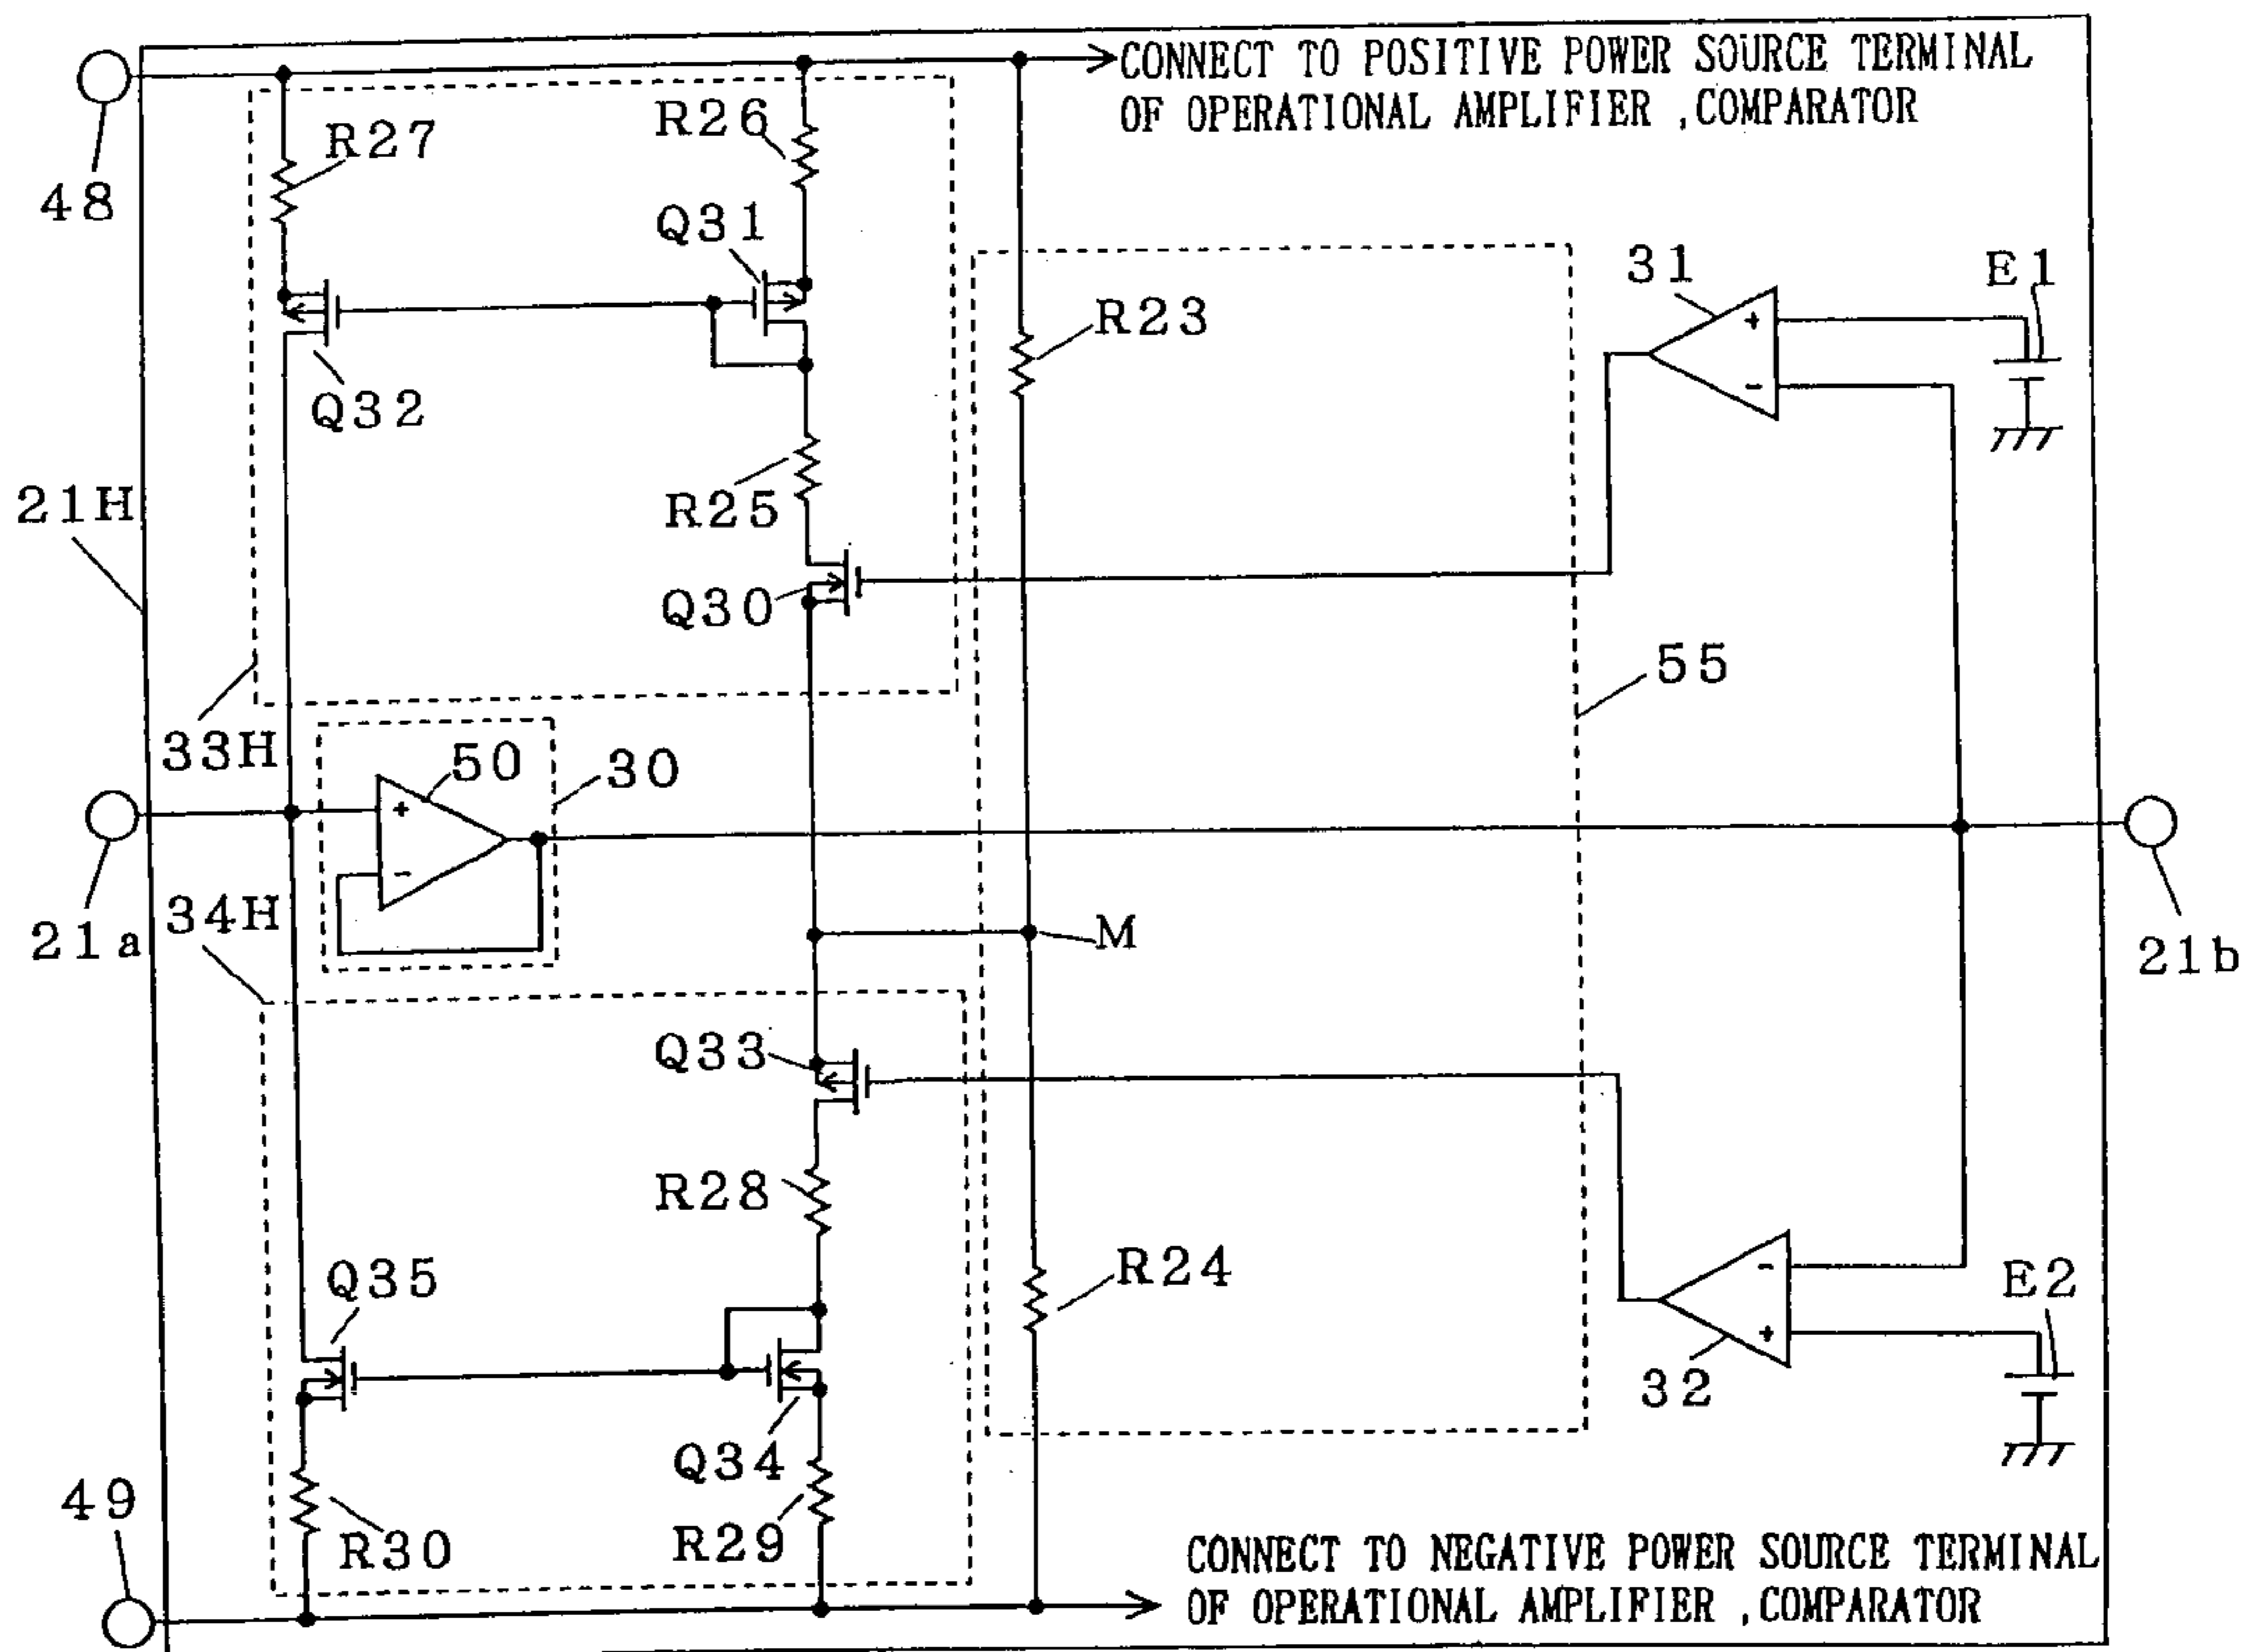 CONNECT TO POSITIVE POWER SOURCE TERMINAL
OF OPERATIONAL AMPLIFIER ,COMPARATOR
48
R27
R26
Q31
Q32
R23
31
E1
+
-
21H
R25
Q30
55
33H
50
30
+
-
21a
34H
M
21b
Q33
R28
Q35
R24
-
+
E2
32
Q34
49
R30
R29
CONNECT TO NEGATIVE POWER SOURCE TERMINAL
OF OPERATIONAL AMPLIFIER ,COMPARATOR